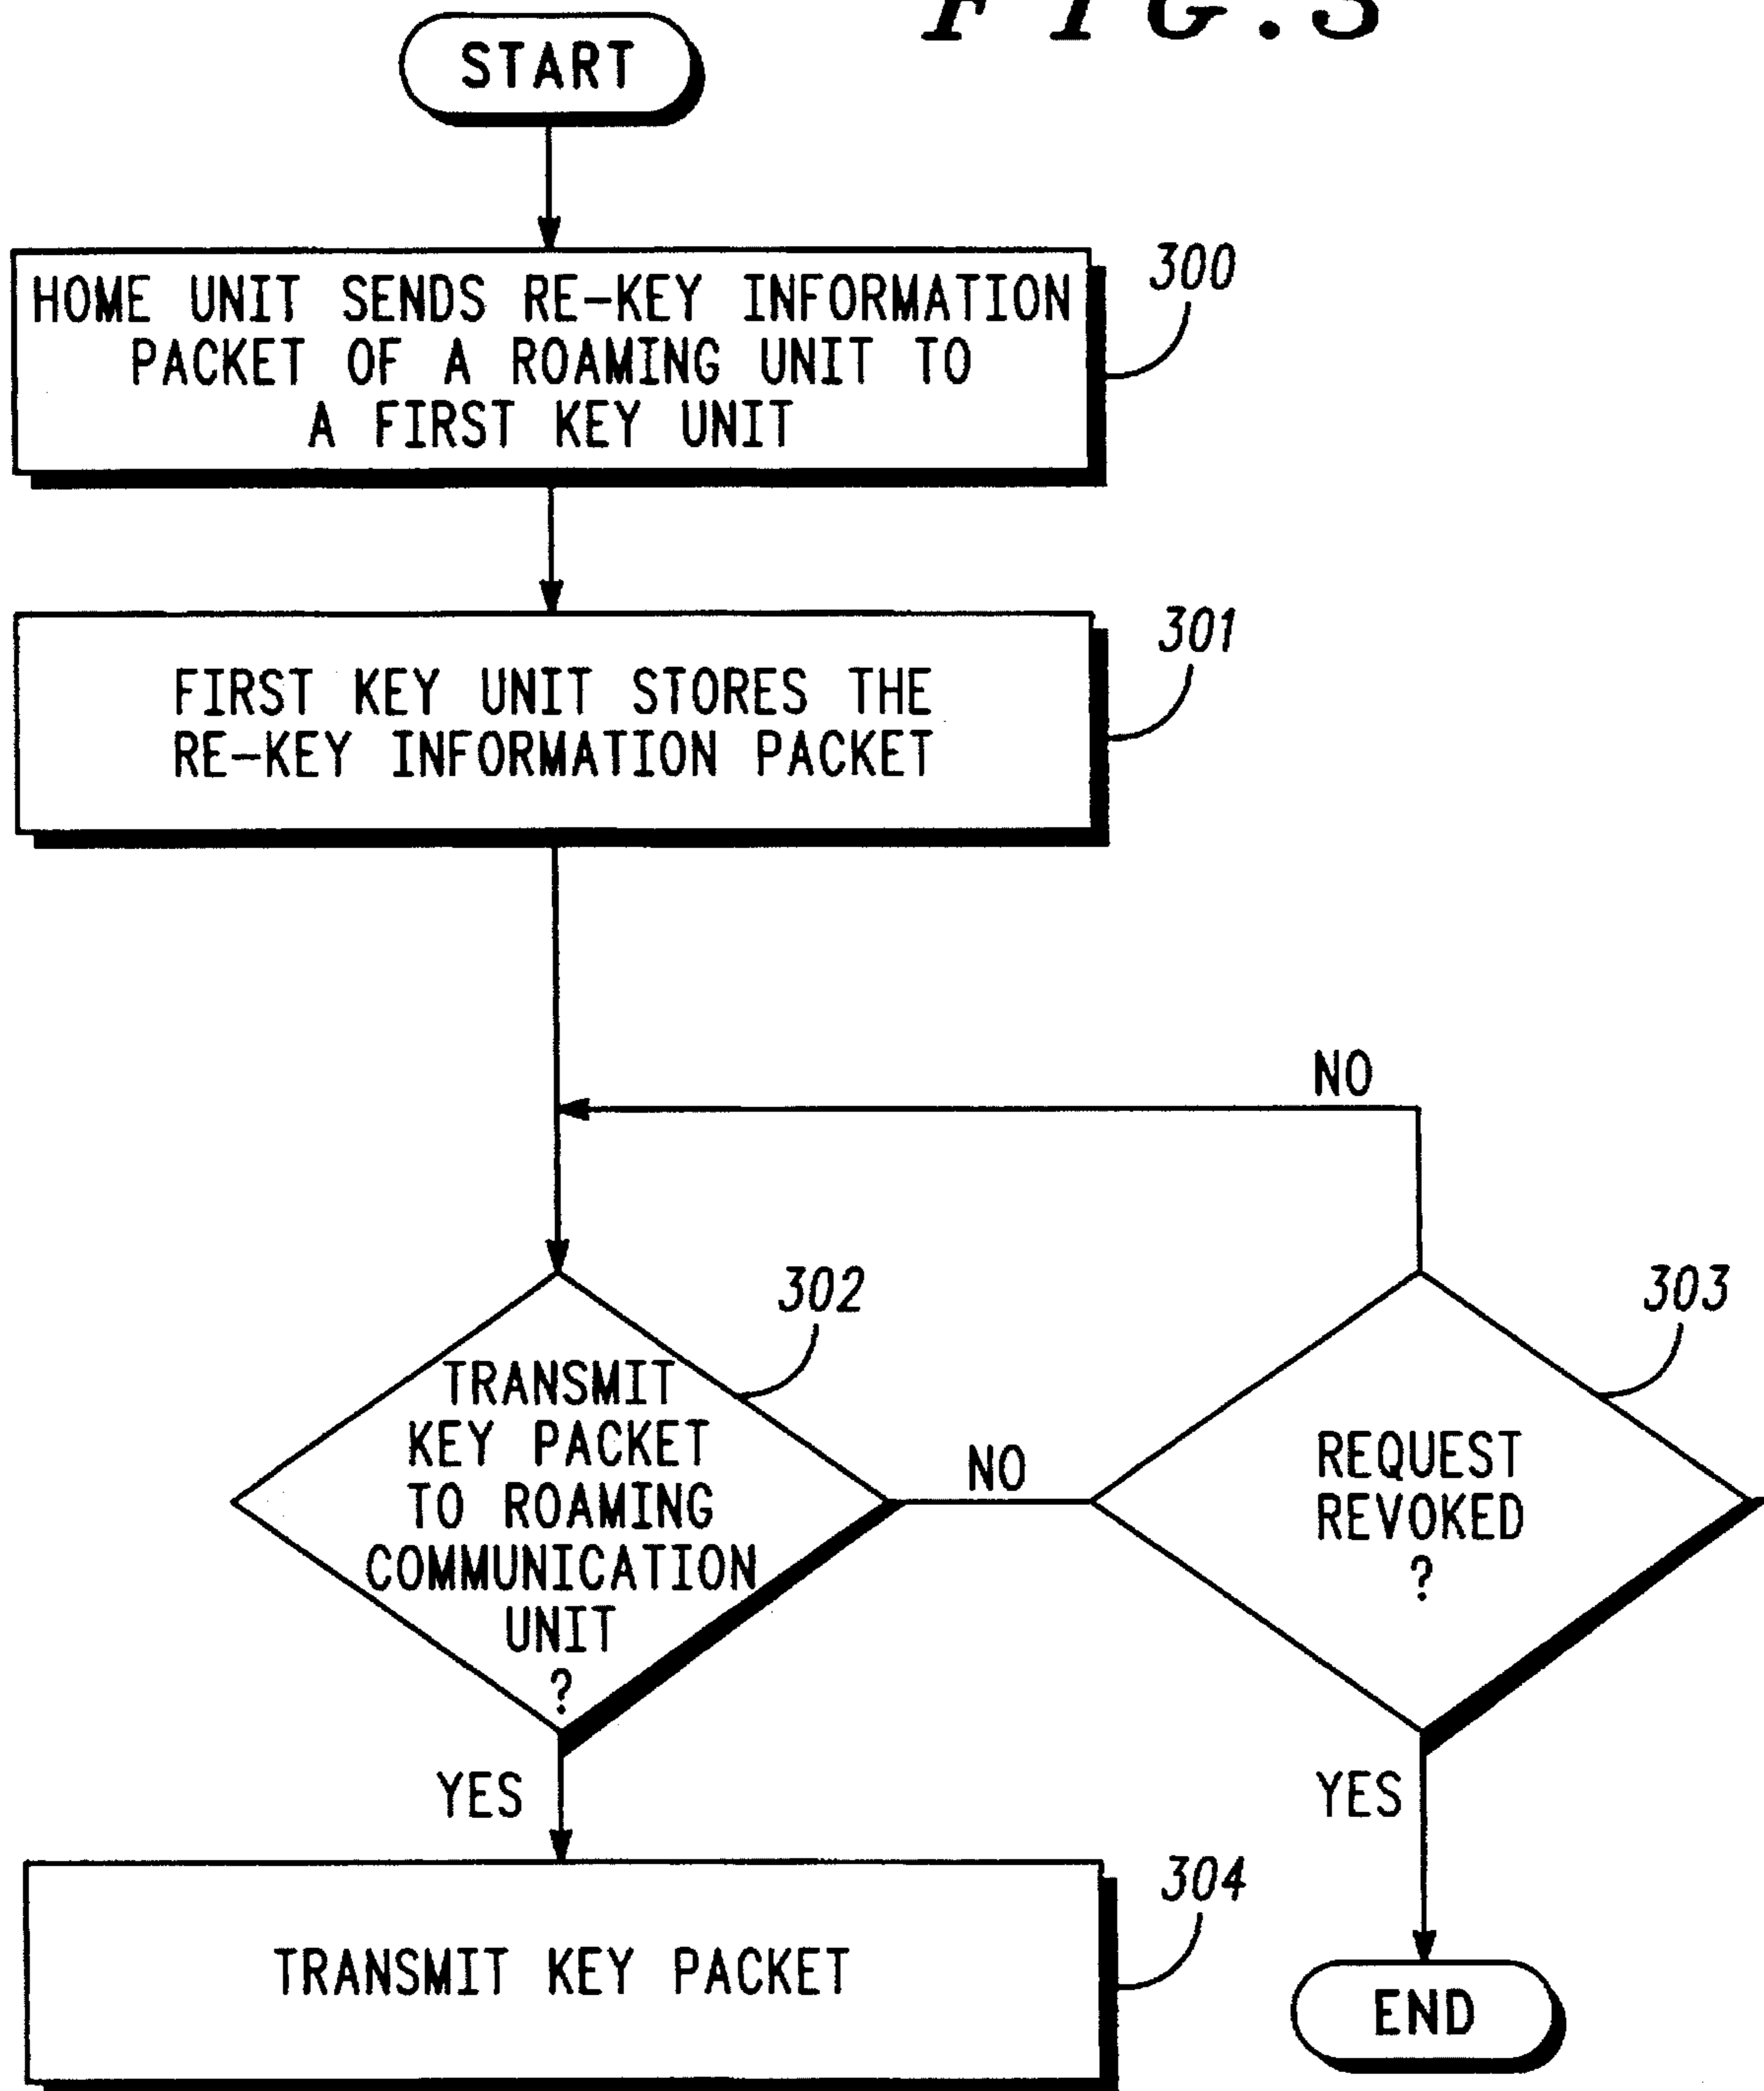 FIG.3
START
300
HOME UNIT SENDS RE-KEY INFORMATION
PACKET OF A ROAMING UNIT TO
A FIRST KEY UNIT
301
FIRST KEY UNIT STORES THE
RE-KEY INFORMATION PACKET
NO
302
303
TRANSMIT
KEY PACKET
TO ROAMING
COMMUNICATION
UNIT
?
NO
REQUEST
REVOKED
?
YES
YES
304
TRANSMIT KEY PACKET
END